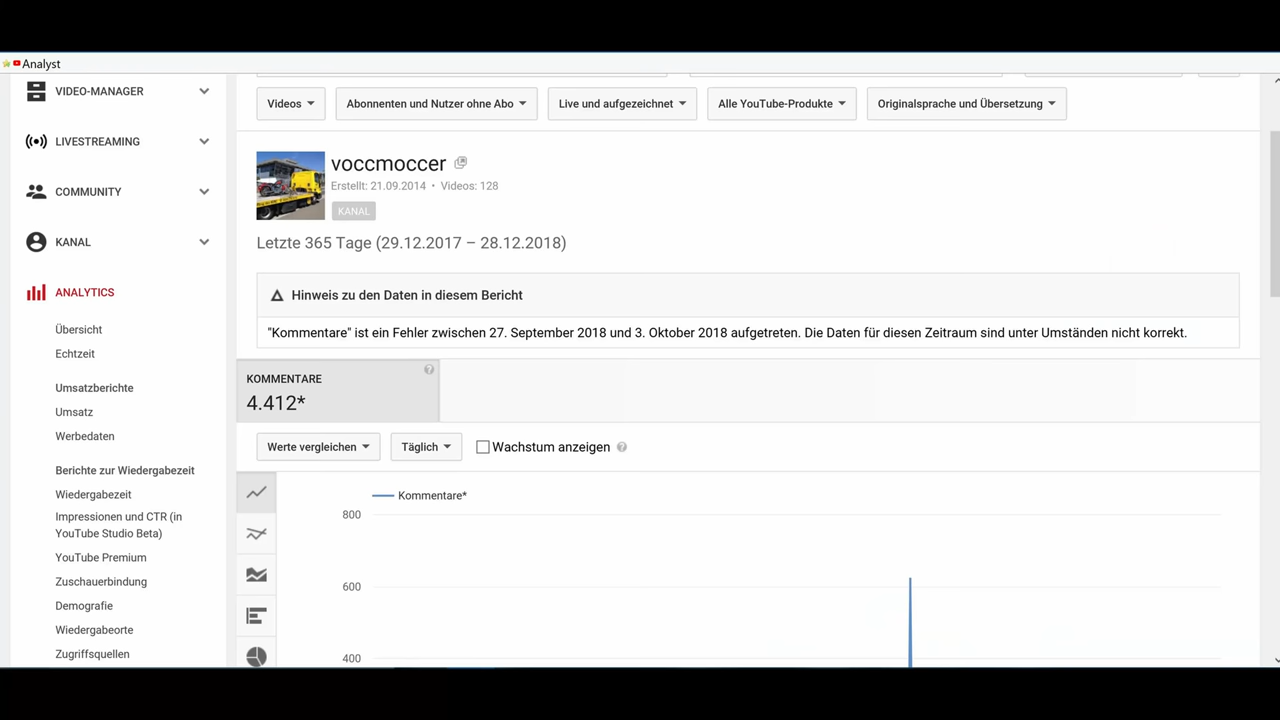 Analyst
VIDEO-MANAGER
LIVESTREAMING
COMMUNITY
KANAL
ANALYTICS
Übersicht
Echtzeit
Umsatzberichte
Umsatz
Werbedaten
Berichte zur Wiedergabezeit
Wiedergabezeit
Impressionen und CTR (in
YouTube Studio Beta)
YouTube Premium
Zuschauerbindung
Demografie
Wiedergabeorte
Zugriffsquellen
Videos
Abonnenten und Nutzer ohne Abo
Live und aufgezeichnet
Alle YouTube-Produkte
Originalsprache und Übersetzung
voccmoccer
Erstellt: 21.09.2014 • Videos: 128
KANAL
Letzte 365 Tage (29.12.2017 – 28.12.2018)
Hinweis zu den Daten in diesem Bericht
"Kommentare" ist ein Fehler zwischen 27. September 2018 und 3. Oktober 2018 aufgetreten. Die Daten für diesen Zeitraum sind unter Umständen nicht korrekt.
KOMMENTARE ?
4.412*
Werte vergleichen
Täglich
Wachstum anzeigen ?
Kommentare*
800
600
400